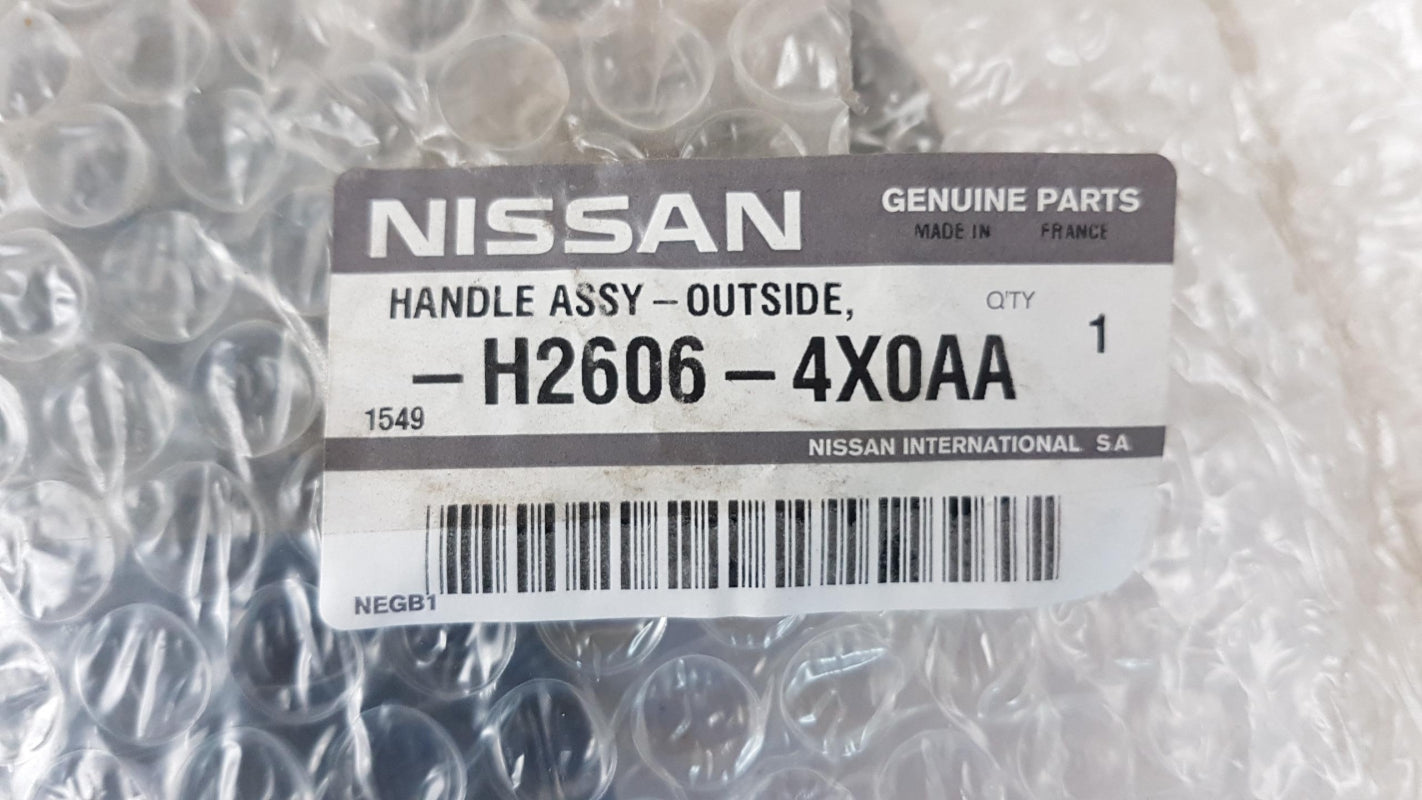 NISSAN
GENUINE PARTS
MADE IN FRANCE
HANDLE ASSY – OUTSIDE,
Q'TY
1
– H2606 – 4X0AA
1549
NISSAN INTERNATIONAL S.A
NEGB1